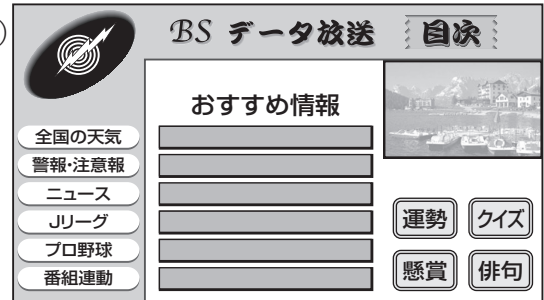 BS データ放送 目次
おすすめ情報
全国の天気
警報・注意報
ニュース
Jリーグ
プロ野球
番組連動
運勢 クイズ
懸賞 俳句